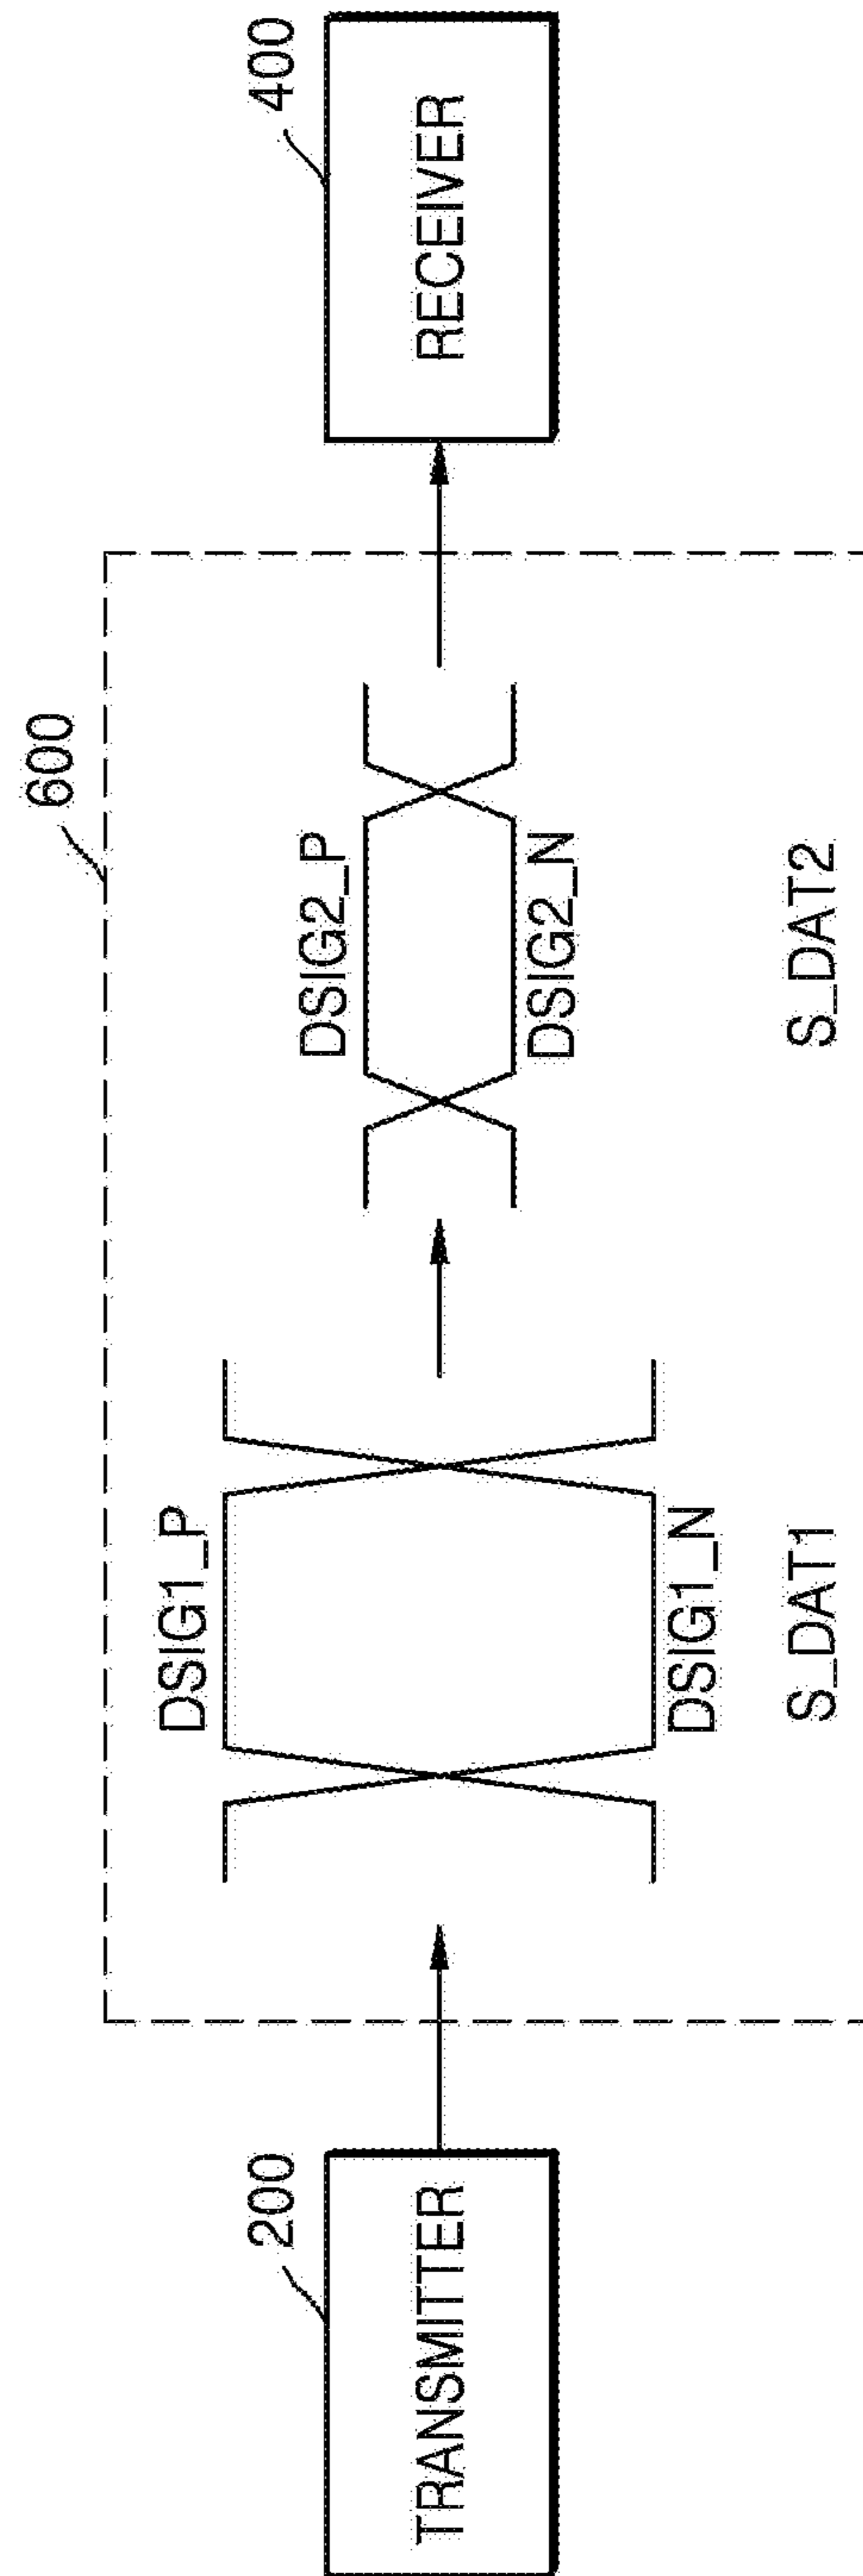 600
200
TRANSMITTER
DSIG1_P
DSIG1_N
S_DAT1
DSIG2_P
DSIG2_N
S_DAT2
400
RECEIVER